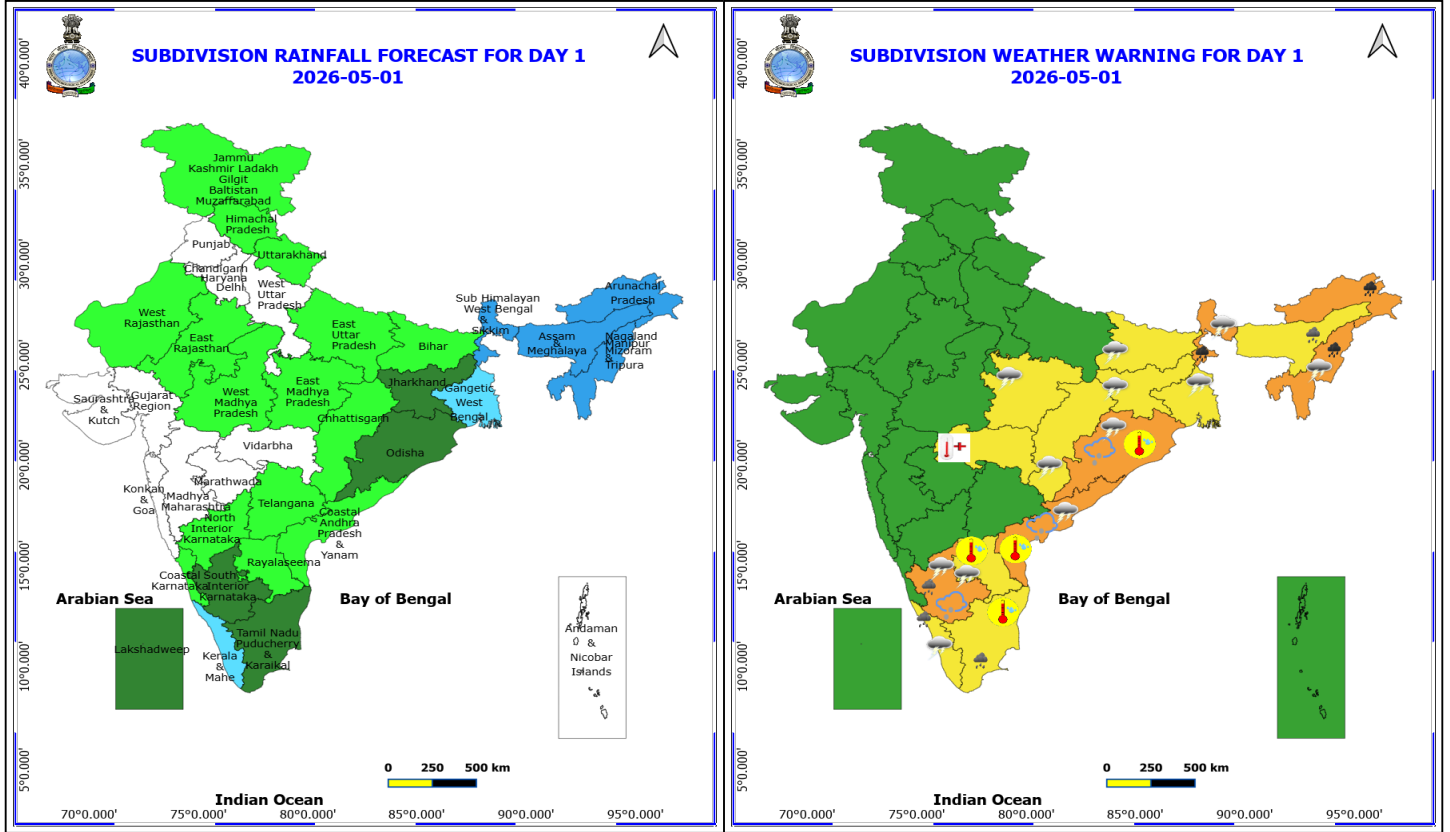 SUBDIVISION RAINFALL FORECAST FOR DAY 1
2026-05-01
40°0.000'
35°0.000'
30°0.000'
25°0.000'
20°0.000'
15°0.000'
10°0.000'
5°0.000'
Jammu
Kashmir Ladakh
Gilgit
Baltistan
Muzaffarabad
Himachal
Pradesh
Punjab
Uttarakhand
Chandigarh
Haryana
Delhi
West
Uttar
Pradesh
West
Rajasthan
East
Rajasthan
East
Uttar
Pradesh
Bihar
Sub Himalayan
West Bengal
&
Sikkim
Arunachal
Pradesh
Assam
&
Meghalaya
Nagaland
Manipur
Mizoram
&
Tripura
Jharkhand
Gangetic
West
Bengal
Saurashtra
&
Kutch
Gujarat
Region
West
Madhya
Pradesh
East
Madhya
Pradesh
Chhattisgarh
Vidarbha
Odisha
Marathwada
Konkan
&
Goa
Madhya
Maharashtra
Telangana
North
Interior
Karnataka
Coastal
Andhra
Pradesh
&
Yanam
Rayalaseema
Coastal
Karnataka
South
Interior
Karnataka
Arabian Sea
Bay of Bengal
Lakshadweep
Kerala
&
Mahe
Tamil Nadu
Puducherry
&
Karaikal
Andaman
&
Nicobar
Islands
0 250 500 km
Indian Ocean
70°0.000' 75°0.000' 80°0.000' 85°0.000' 90°0.000' 95°0.000'
SUBDIVISION WEATHER WARNING FOR DAY 1
2026-05-01
40°0.000'
35°0.000'
30°0.000'
25°0.000'
20°0.000'
15°0.000'
10°0.000'
5°0.000'
Arabian Sea
Bay of Bengal
0 250 500 km
Indian Ocean
70°0.000' 75°0.000' 80°0.000' 85°0.000' 90°0.000' 95°0.000'